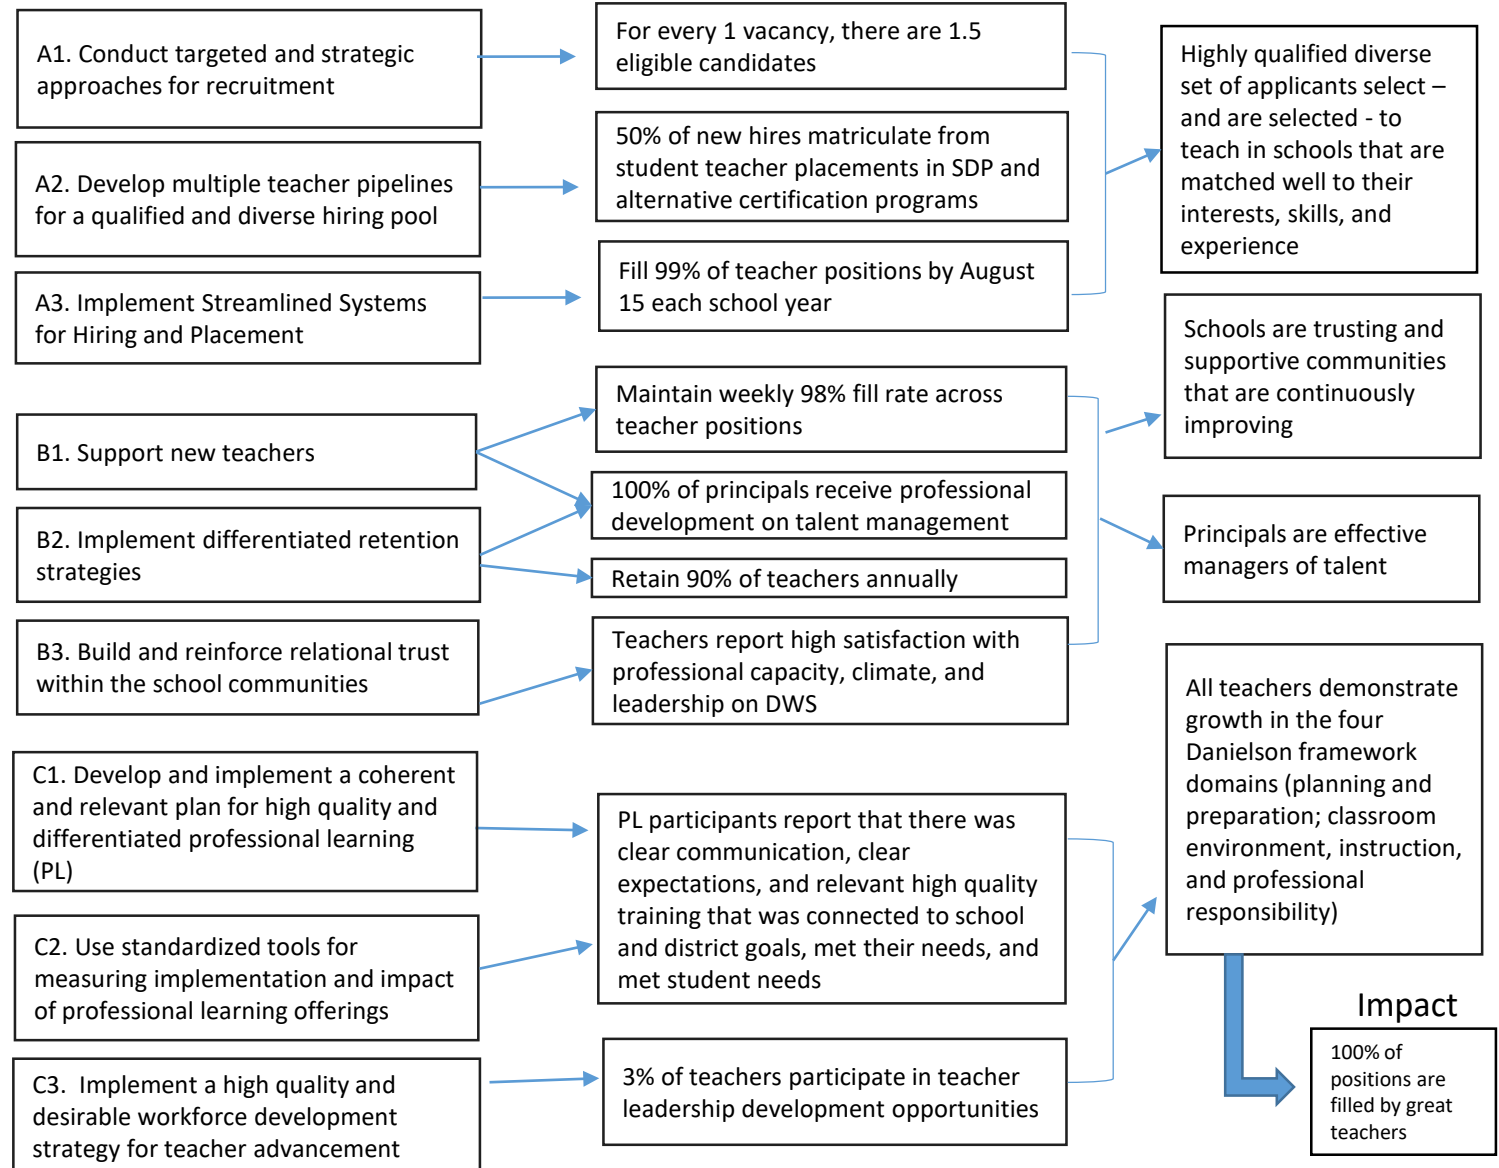 A1. Conduct targeted and strategic
approaches for recruitment
For every 1 vacancy, there are 1.5
eligible candidates
Highly qualified diverse
set of applicants select –
and are selected - to
teach in schools that are
matched well to their
interests, skills, and
experience
A2. Develop multiple teacher pipelines
for a qualified and diverse hiring pool
50% of new hires matriculate from
student teacher placements in SDP and
alternative certification programs
A3. Implement Streamlined Systems
for Hiring and Placement
Fill 99% of teacher positions by August
15 each school year
Schools are trusting and
supportive communities
that are continuously
improving
B1. Support new teachers
Maintain weekly 98% fill rate across
teacher positions
100% of principals receive professional
development on talent management
Principals are effective
managers of talent
B2. Implement differentiated retention
strategies
Retain 90% of teachers annually
B3. Build and reinforce relational trust
within the school communities
Teachers report high satisfaction with
professional capacity, climate, and
leadership on DWS
All teachers demonstrate
growth in the four
Danielson framework
domains (planning and
preparation; classroom
environment, instruction,
and professional
responsibility)
C1. Develop and implement a coherent
and relevant plan for high quality and
differentiated professional learning
(PL)
PL participants report that there was
clear communication, clear
expectations, and relevant high quality
training that was connected to school
and district goals, met their needs, and
met student needs
C2. Use standardized tools for
measuring implementation and impact
of professional learning offerings
C3. Implement a high quality and
desirable workforce development
strategy for teacher advancement
3% of teachers participate in teacher
leadership development opportunities
Impact
100% of
positions are
filled by great
teachers